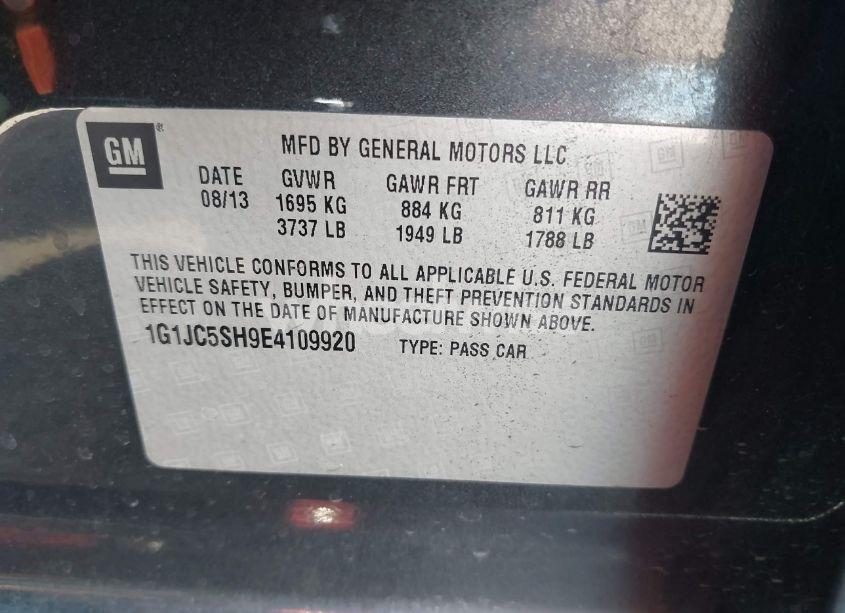 GM
MFD BY GENERAL MOTORS LLC
DATE GVWR GAWR FRT GAWR RR
08/13 1695 KG 884 KG 811 KG
3737 LB 1949 LB 1788 LB
THIS VEHICLE CONFORMS TO ALL APPLICABLE U.S. FEDERAL MOTOR
VEHICLE SAFETY, BUMPER, AND THEFT PREVENTION STANDARDS IN
EFFECT ON THE DATE OF MANUFACTURE SHOWN ABOVE.
1G1JC5SH9E4109920 TYPE: PASS CAR